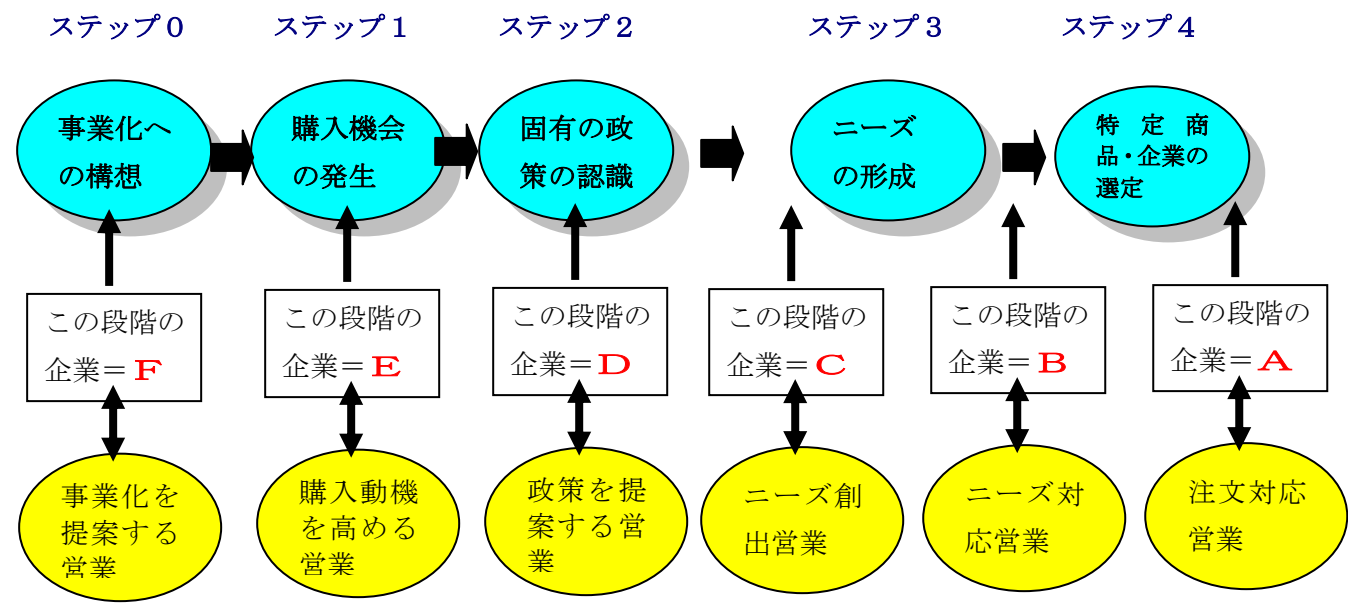 ステップ０
ステップ１
ステップ２
ステップ３
ステップ４
事業化へ
の構想
購入機会
の発生
固有の政
策の認識
ニーズ
の形成
特定商
品・企業の
選定
この段階の
企業＝F
この段階の
企業＝E
この段階の
企業＝D
この段階の
企業＝C
この段階の
企業＝B
この段階の
企業＝A
事業化を
提案する
営業
購入動機
を高める
営業
政策を提
案する営
業
ニーズ創
出営業
ニーズ対
応営業
注文対応
営業